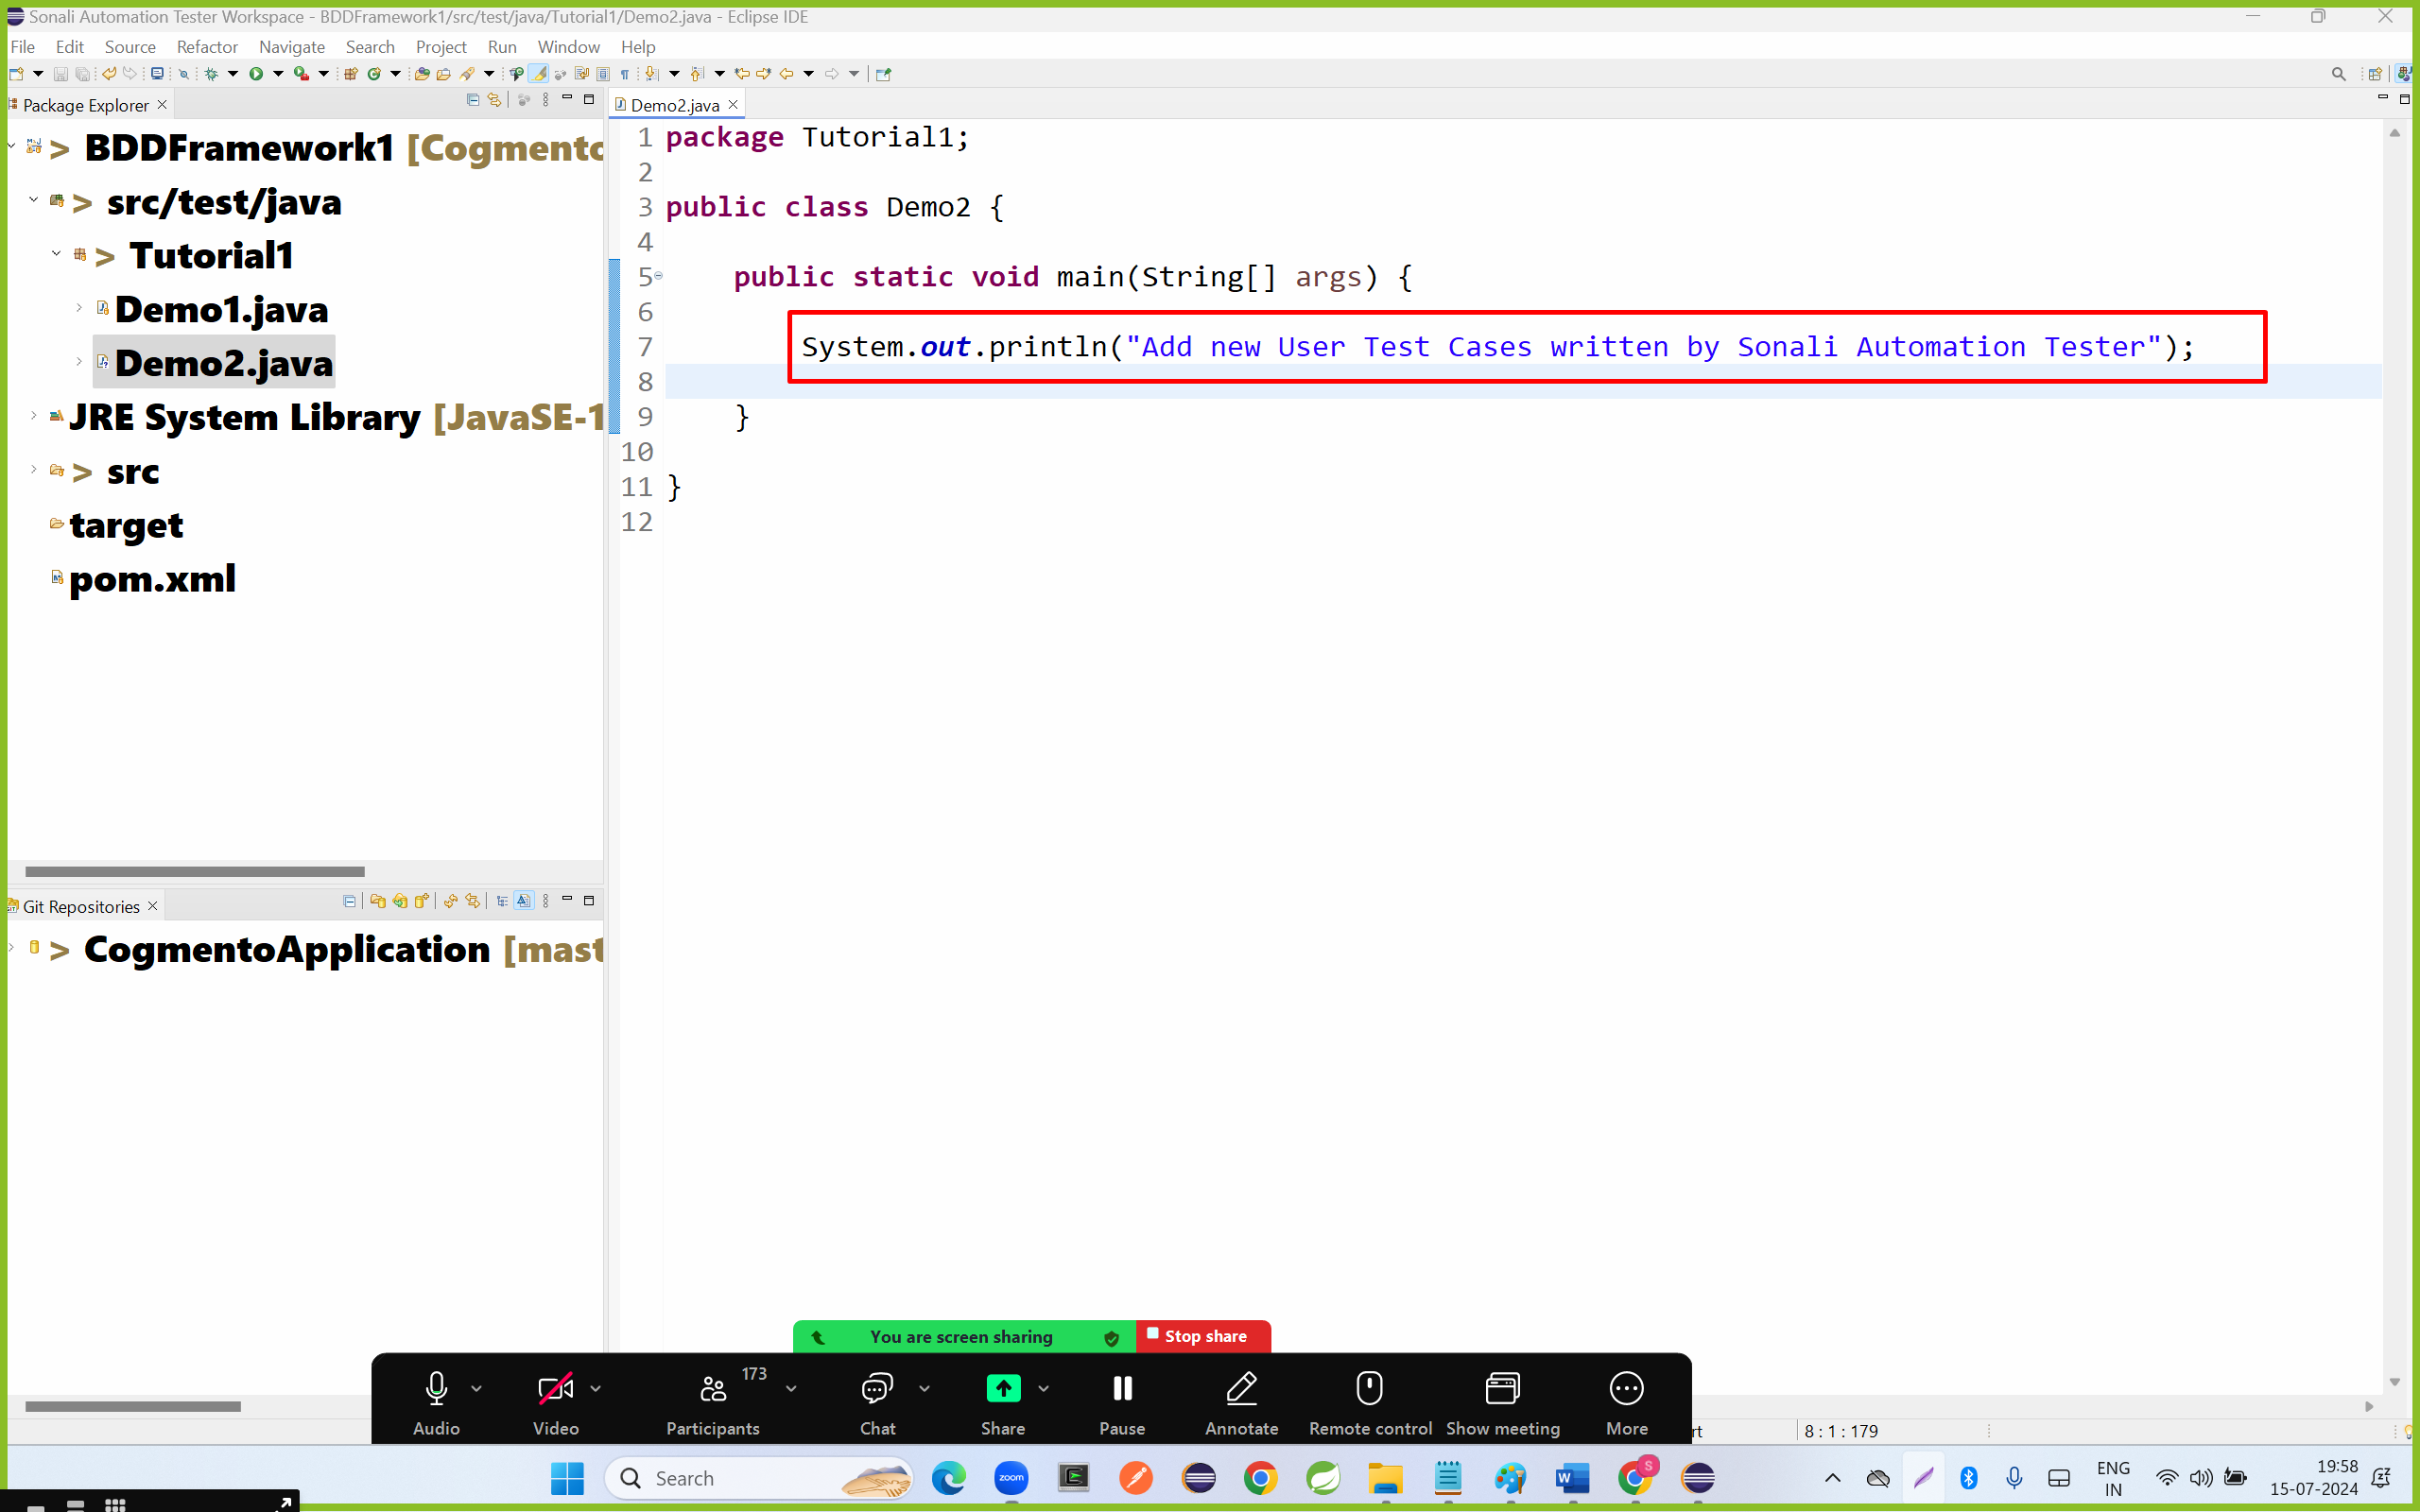 Sonali Automation Tester Workspace - BDDFramework1/src/test/java/Tutorial1/Demo2.java - Eclipse IDE
File Edit Source Refactor Navigate Search Project Run Window Help
Package Explorer
> BDDFramework1 [Cogmento
> src/test/java
> Tutorial1
Demo1.java
Demo2.java
JRE System Library [JavaSE-1
> src
target
pom.xml
Git Repositories
> CogmentoApplication [mast
Demo2.java
1 package Tutorial1;
2
3 public class Demo2 {
4
5 public static void main(String[] args) {
6
7 System.out.println("Add new User Test Cases written by Sonali Automation Tester");
8
9 }
10
11 }
12
You are screen sharing Stop share
173
Audio Video Participants Chat Share Pause Annotate Remote control Show meeting More
rt 8 : 1 : 179
Search
zoom
S
ENG
IN
19:58
15-07-2024